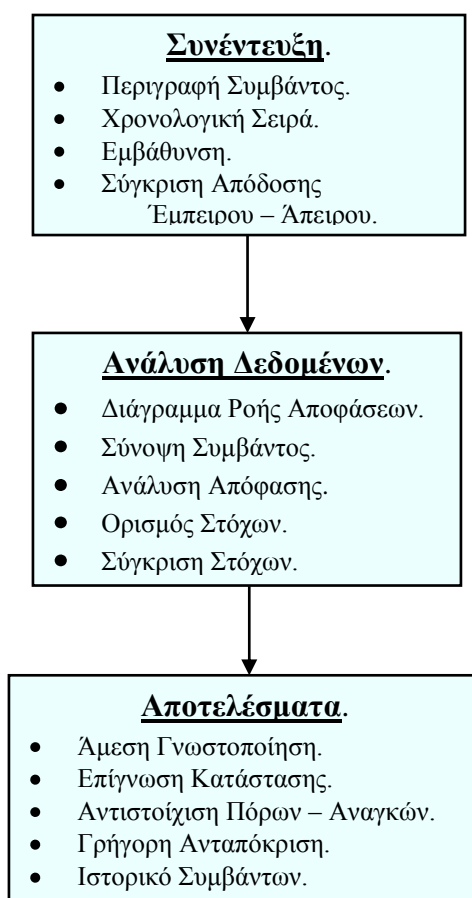 Συνέντευξη.
• Περιγραφή Συμβάντος.
• Χρονολογική Σειρά.
• Εμβάθυνση.
• Σύγκριση Απόδοσης
Έμπειρου – Άπειρου.
Ανάλυση Δεδομένων.
• Διάγραμμα Ροής Αποφάσεων.
• Σύνοψη Συμβάντος.
• Ανάλυση Απόφασης.
• Ορισμός Στόχων.
• Σύγκριση Στόχων.
Αποτελέσματα.
• Άμεση Γνωστοποίηση.
• Επίγνωση Κατάστασης.
• Αντιστοίχιση Πόρων – Αναγκών.
• Γρήγορη Ανταπόκριση.
• Ιστορικό Συμβάντων.